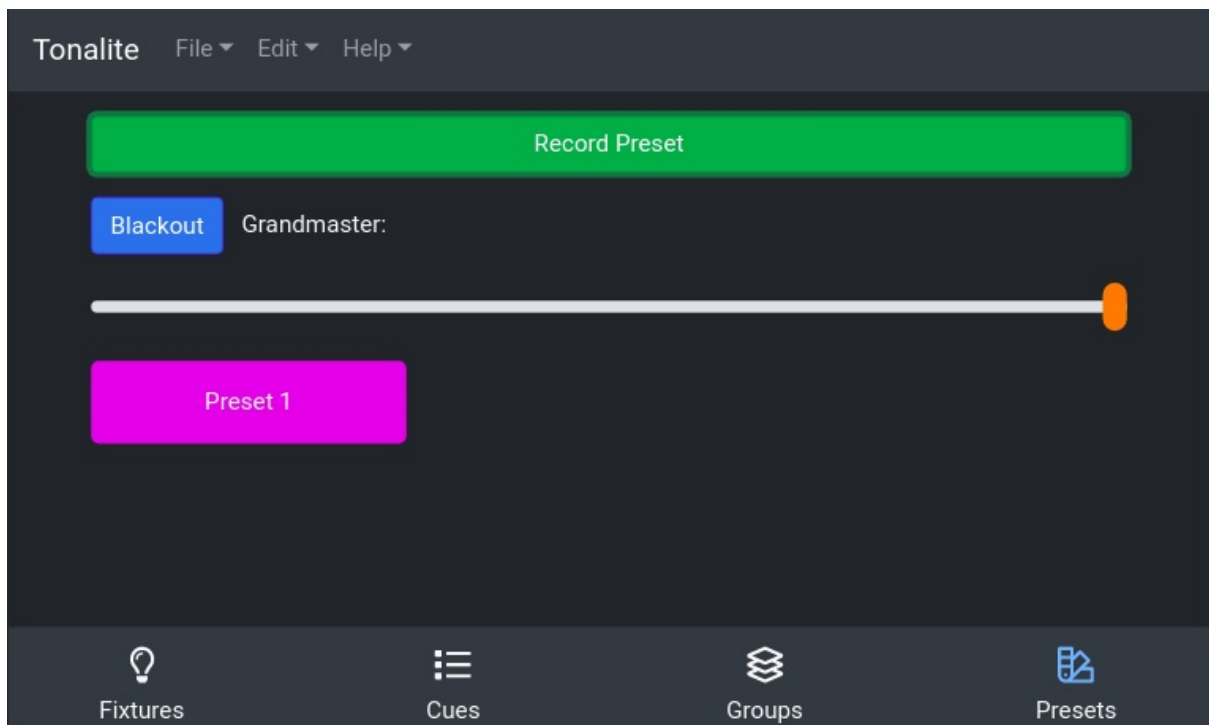 Tonalite File Edit Help
Record Preset
Blackout Grandmaster:
Preset 1
Fixtures Cues Groups Presets